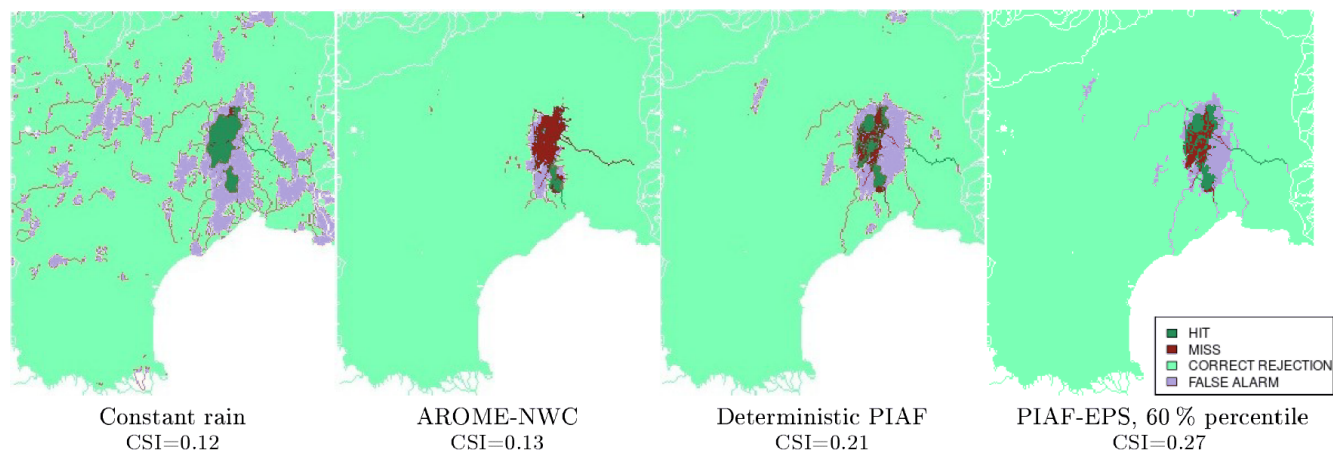 HIT
MISS
CORRECT REJECTION
FALSE ALARM
Constant rain
CSI=0.12
AROME-NWC
CSI=0.13
Deterministic PIAF
CSI=0.21
PIAF-EPS, 60 % percentile
CSI=0.27